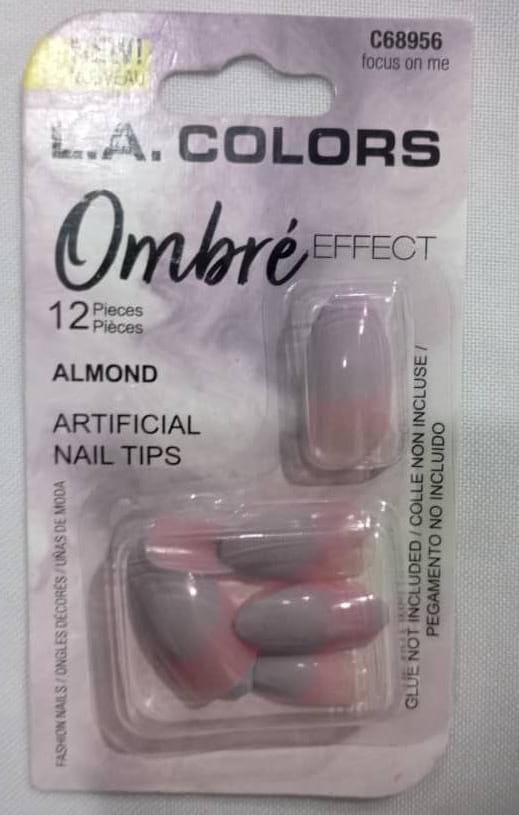 NEW!
NOUVEAU
C68956
focus on me
L.A. COLORS
Ombré EFFECT
12 Pieces
Pièces
ALMOND
ARTIFICIAL
NAIL TIPS
FASHION NAILS / ONGLES DÉCORÉS / UÑAS DE MODA
GLUE NOT INCLUDED / COLLE NON INCLUSE /
PEGAMENTO NO INCLUIDO